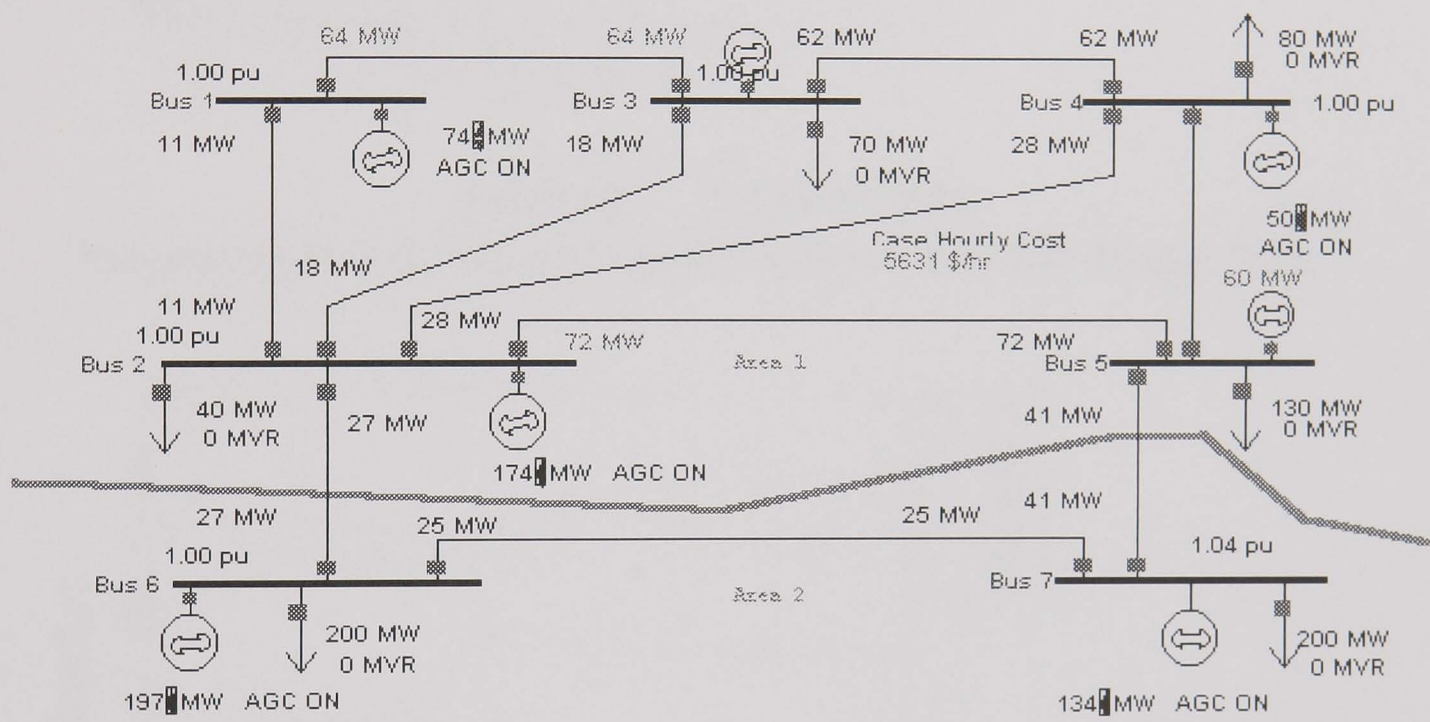 64 MW
64 MW
62 MW
62 MW
80 MW
0 MVR
1.00 pu
1.00 pu
Bus 1
Bus 3
Bus 4
1.00 pu
11 MW
74 MW
AGC ON
18 MW
70 MW
0 MVR
28 MW
50 MW
AGC ON
Case Hourly Cost
5631 $/hr
18 MW
60 MW
11 MW
1.00 pu
28 MW
72 MW
72 MW
Bus 2
Area 1
Bus 5
40 MW
0 MVR
27 MW
41 MW
130 MW
0 MVR
174 MW AGC ON
27 MW
25 MW
25 MW
41 MW
1.00 pu
1.04 pu
Bus 6
Area 2
Bus 7
200 MW
0 MVR
200 MW
0 MVR
197 MW AGC ON
134 MW AGC ON